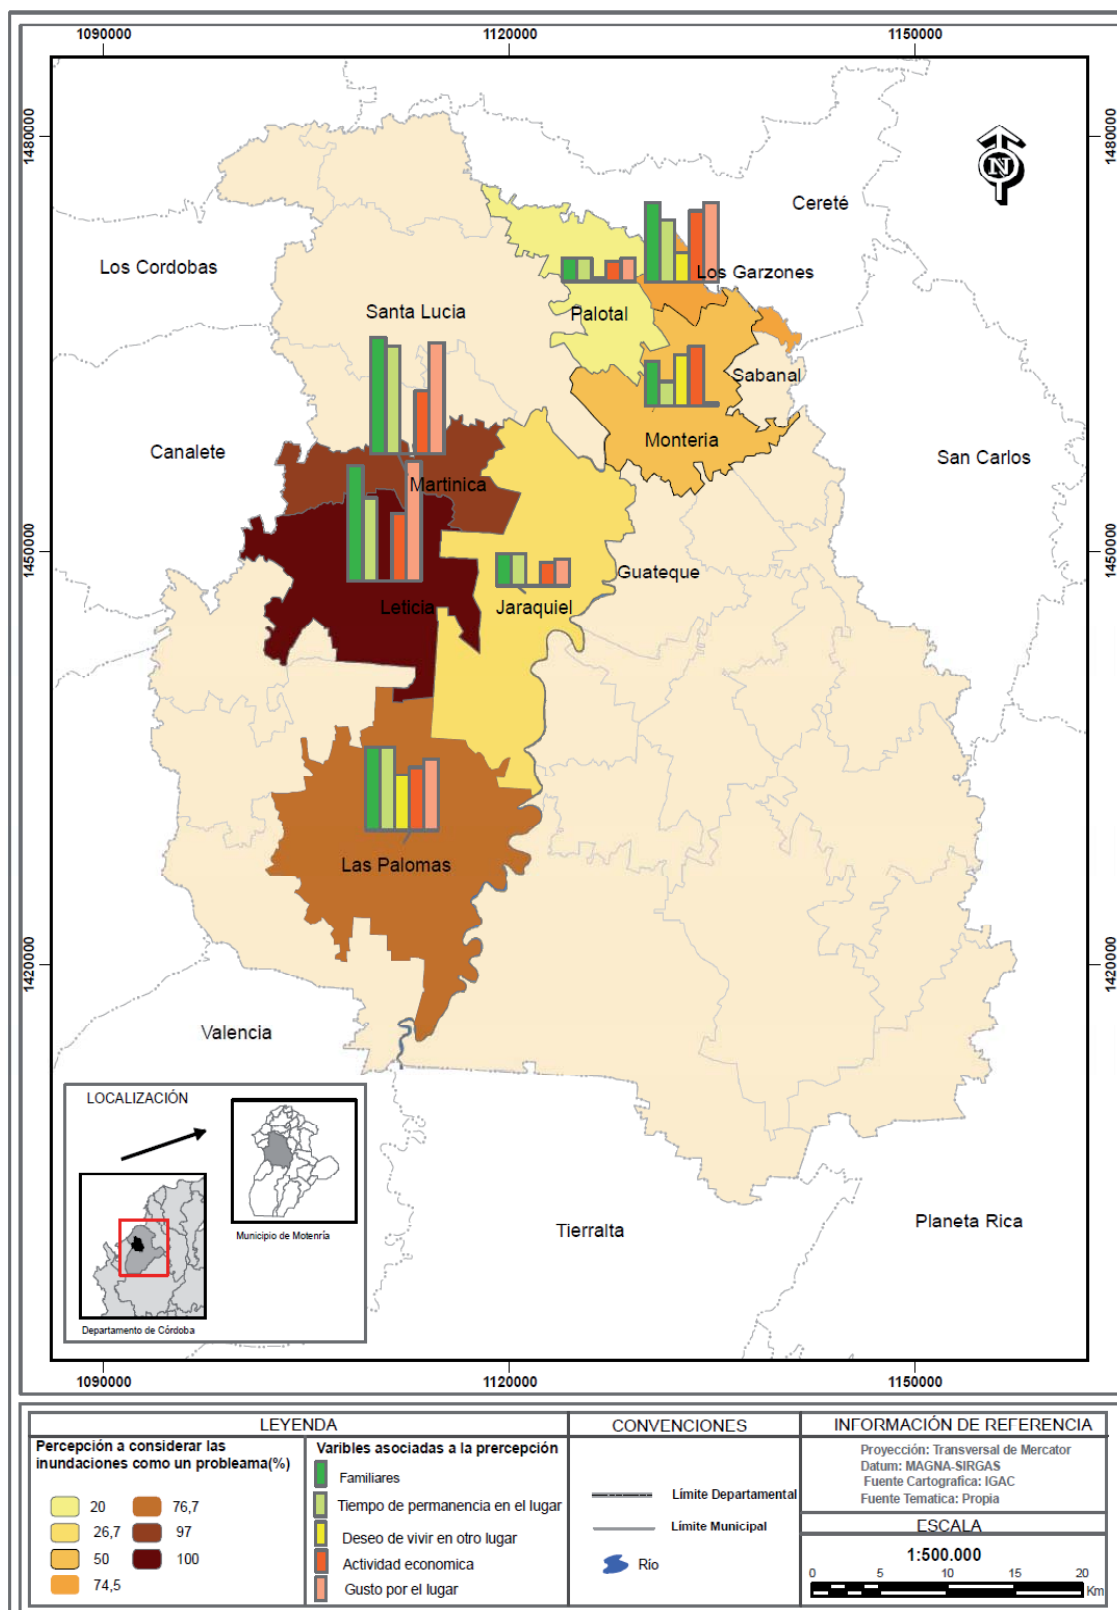 1090000
1120000
1150000
1480000
1480000
N
Cereté
Los Cordobas
Los Garzones
Santa Lucia
Palotal
Sabanal
Canalete
Monteria
San Carlos
Martinica
1450000
1450000
Guateque
Leticia
Jaraquiel
Las Palomas
1420000
1420000
Valencia
LOCALIZACIÓN
Municipio de Motenría
Departamento de Córdoba
Tierralta
Planeta Rica
1090000
1120000
1150000
LEYENDA
Percepción a considerar las
inundaciones como un probleama(%)
20
26,7
50
74,5
76,7
97
100
Varibles asociadas a la prercepción
Familiares
Tiempo de permanencia en el lugar
Deseo de vivir en otro lugar
Actividad economica
Gusto por el lugar
CONVENCIONES
Límite Departamental
Límite Municipal
Río
INFORMACIÓN DE REFERENCIA
Proyección: Transversal de Mercator
Datum: MAGNA-SIRGAS
Fuente Cartografica: IGAC
Fuente Tematica: Propia
ESCALA
1:500.000
0 5 10 15 20
Km